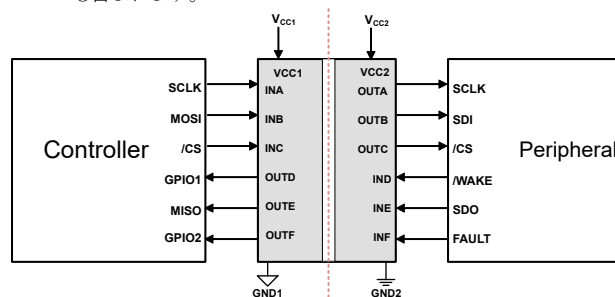 Vcc1
Vcc2
VCC1
VCC2
SCLK
INA
OUTA
SCLK
MOSI
INB
OUTB
SDI
Controller
/CS
INC
OUTC
/CS
Peripheral
GPIO1
OUTD
IND
/WAKE
MISO
OUTE
INE
SDO
GPIO2
OUTF
INF
FAULT
GND1
GND2